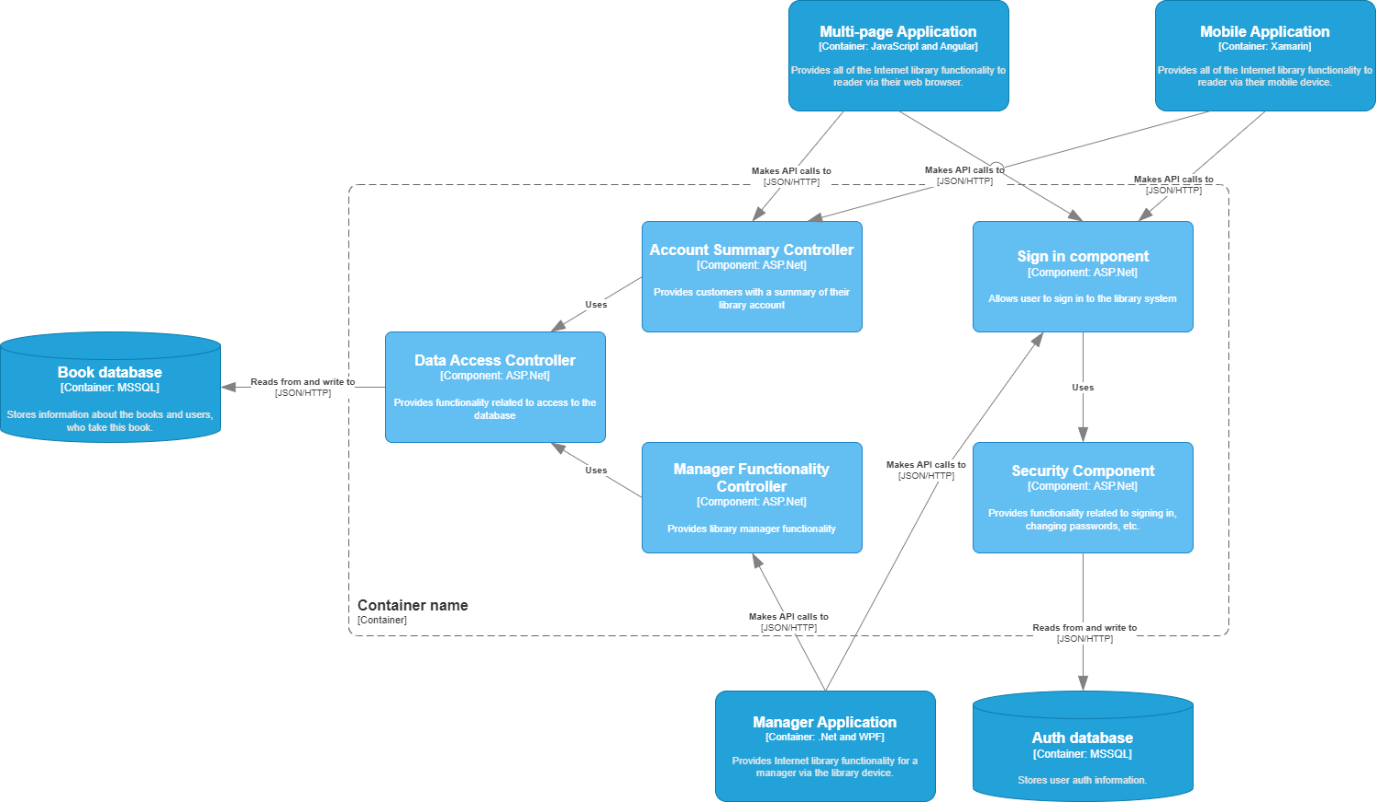 Multi-page Application
[Container: JavaScript and Angular]
Provides all of the Internet library functionality to
reader via their web browser.
Mobile Application
[Container: Xamarin]
Provides all of the Internet library functionality to
reader via their mobile device.
Makes API calls to
[JSON/HTTP]
Makes API calls to
[JSON/HTTP]
Makes API calls to
[JSON/HTTP]
Account Summary Controller
[Component: ASP.Net]
Provides customers with a summary of their
library account
Sign in component
[Component: ASP.Net]
Allows user to sign in to the library system
Uses
Data Access Controller
[Component: ASP.Net]
Provides functionality related to access to the
database
Book database
[Container: MSSQL]
Stores information about the books and users,
who take this book.
Reads from and write to
[JSON/HTTP]
Uses
Uses
Manager Functionality
Controller
[Component: ASP.Net]
Provides library manager functionality
Makes API calls to
[JSON/HTTP]
Security Component
[Component: ASP.Net]
Provides functionality related to signing in,
changing passwords, etc.
Container name
[Container]
Makes API calls to
[JSON/HTTP]
Reads from and write to
[JSON/HTTP]
Manager Application
[Container: .Net and WPF]
Provides Internet library functionality for a
manager via the library device.
Auth database
[Container: MSSQL]
Stores user auth information.